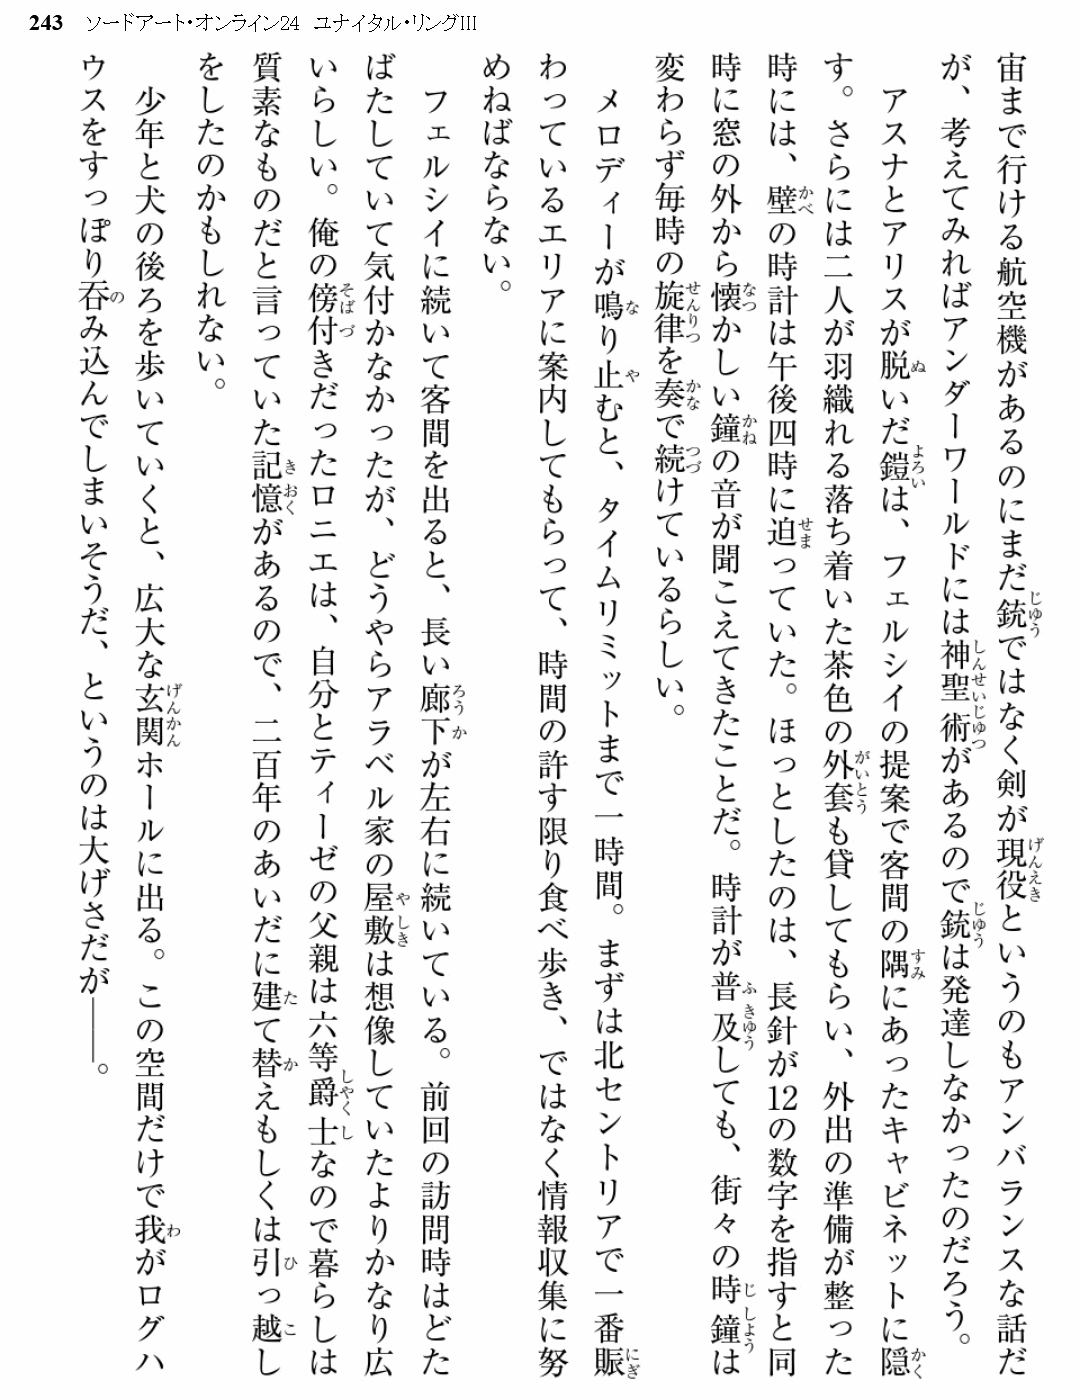 243 ソードアート・オンライン24 ユナイタル・リングIII
宙まで行ける航空機があるのにまだ銃ではなく剣が現役というのもアンバランスな話だ
が、考えてみればアンダーワールドには神聖術があるので銃は発達しなかったのだろう。
アスナとアリスが脱いだ鎧は、フェルシイの提案で客間の隅にあったキャビネットに隠
す。さらには二人が羽織れる落ち着いた茶色の外套も貸してもらい、外出の準備が整った
時には、壁の時計は午後四時に迫っていた。ほっとしたのは、長針が12の数字を指すと同
時に窓の外から懐かしい鐘の音が聞こえてきたことだ。時計が普及しても、街々の時鐘は
変わらず毎時の旋律を奏で続けているらしい。
メロディーが鳴り止むと、タイムリミットまで一時間。まずは北セントリアで一番賑
わっているエリアに案内してもらって、時間の許す限り食べ歩き、ではなく情報収集に努
めねばならない。
フェルシイに続いて客間を出ると、長い廊下が左右に続いている。前回の訪問時はどた
ばたしていて気付かなかったが、どうやらアラベル家の屋敷は想像していたよりかなり広
いらしい。俺の傍付きだったロニエは、自分とティーゼの父親は六等爵士なので暮らしは
質素なものだと言っていた記憶があるので、二百年のあいだに建て替えもしくは引っ越し
をしたのかもしれない。
少年と犬の後ろを歩いていくと、広大な玄関ホールに出る。この空間だけで我がログハ
ウスをすっぽり呑み込んでしまいそうだ、というのは大げさだが――。